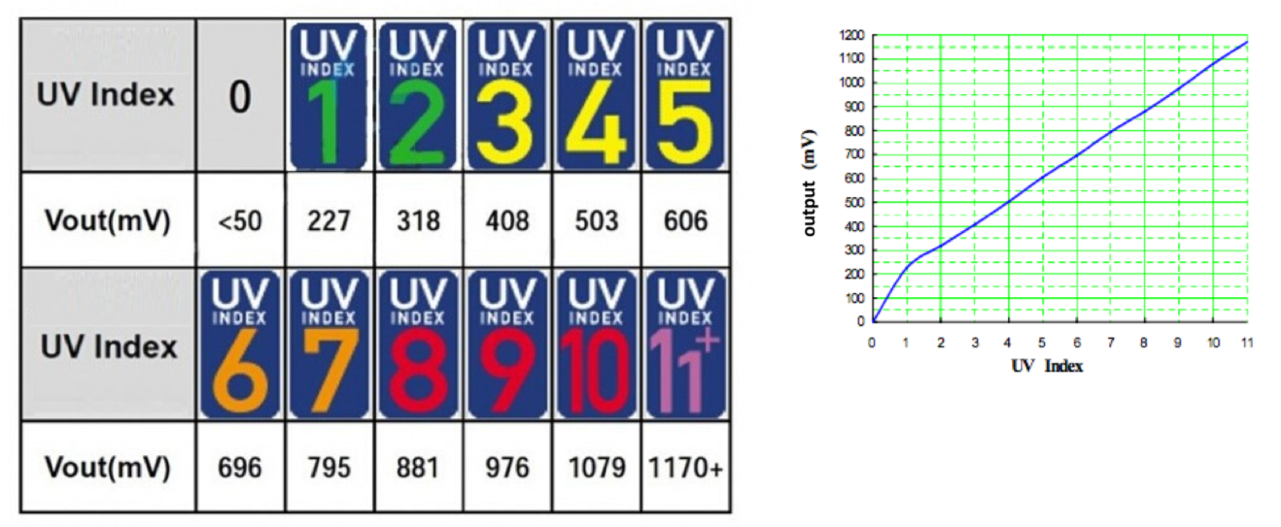 UV Index
0
UV
INDEX
1
UV
INDEX
2
UV
INDEX
3
UV
INDEX
4
UV
INDEX
5
Vout(mV) <50 227 318 408 503 606
UV Index
UV
INDEX
6
UV
INDEX
7
UV
INDEX
8
UV
INDEX
9
UV
INDEX
10
UV
INDEX
11+
Vout(mV) 696 795 881 976 1079 1170+
output (mV)
1200
1100
1000
900
800
700
600
500
400
300
200
100
0
0 1 2 3 4 5 6 7 8 9 10 11
UV Index